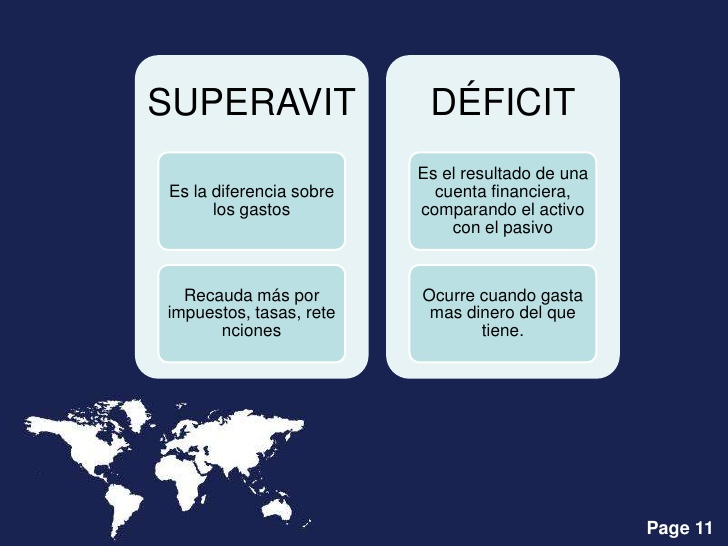 SUPERAVIT
Es la diferencia sobre
los gastos
Recauda más por
impuestos, tasas, rete
nciones
DÉFICIT
Es el resultado de una
cuenta financiera,
comparando el activo
con el pasivo
Ocurre cuando gasta
mas dinero del que
tiene.
Page 11